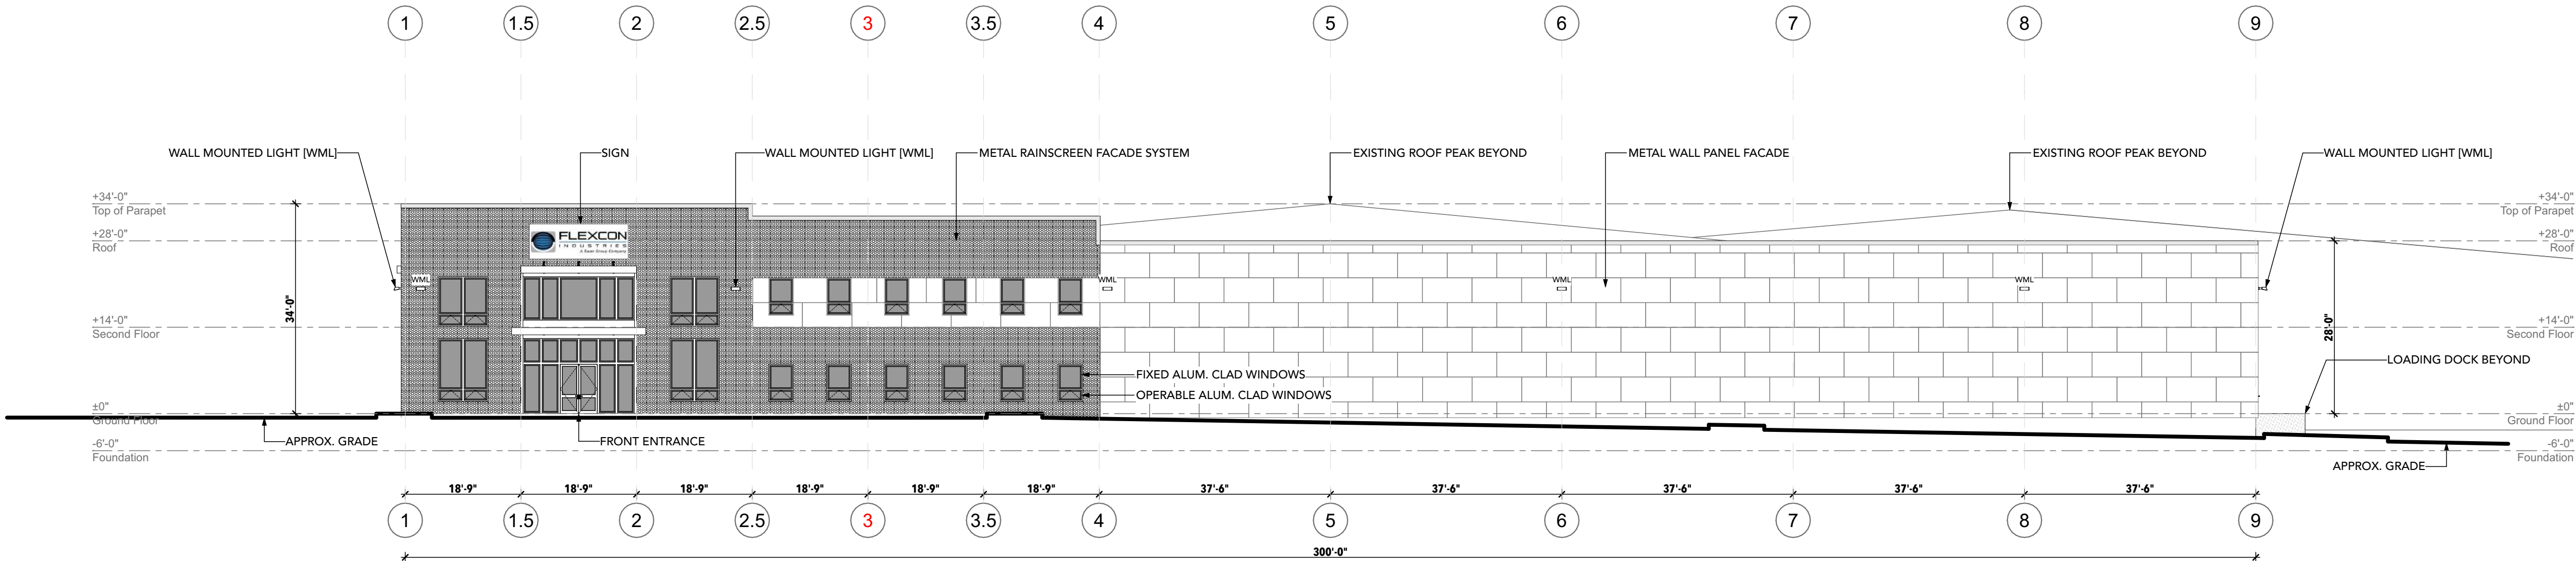 1 1.5 2 2.5 3 3.5 4 5 6 7 8 9
WALL MOUNTED LIGHT [WML] SIGN WALL MOUNTED LIGHT [WML] METAL RAINSCREEN FACADE SYSTEM EXISTING ROOF PEAK BEYOND METAL WALL PANEL FACADE EXISTING ROOF PEAK BEYOND WALL MOUNTED LIGHT [WML]
+34'-0" +34'-0"
Top of Parapet Top of Parapet
+28'-0" FLEXCON +28'-0"
Roof INDUSTRIES Roof
WML WML WML WML
34'-0"
28'-0"
+14'-0" +14'-0"
Second Floor Second Floor
LOADING DOCK BEYOND
FIXED ALUM. CLAD WINDOWS
OPERABLE ALUM. CLAD WINDOWS
±0" ±0"
Ground Floor Ground Floor
APPROX. GRADE FRONT ENTRANCE
-6'-0" -6'-0"
Foundation Foundation
APPROX. GRADE
18'-9" 18'-9" 18'-9" 18'-9" 18'-9" 18'-9" 37'-6" 37'-6" 37'-6" 37'-6" 37'-6"
1 1.5 2 2.5 3 3.5 4 5 6 7 8 9
300'-0"